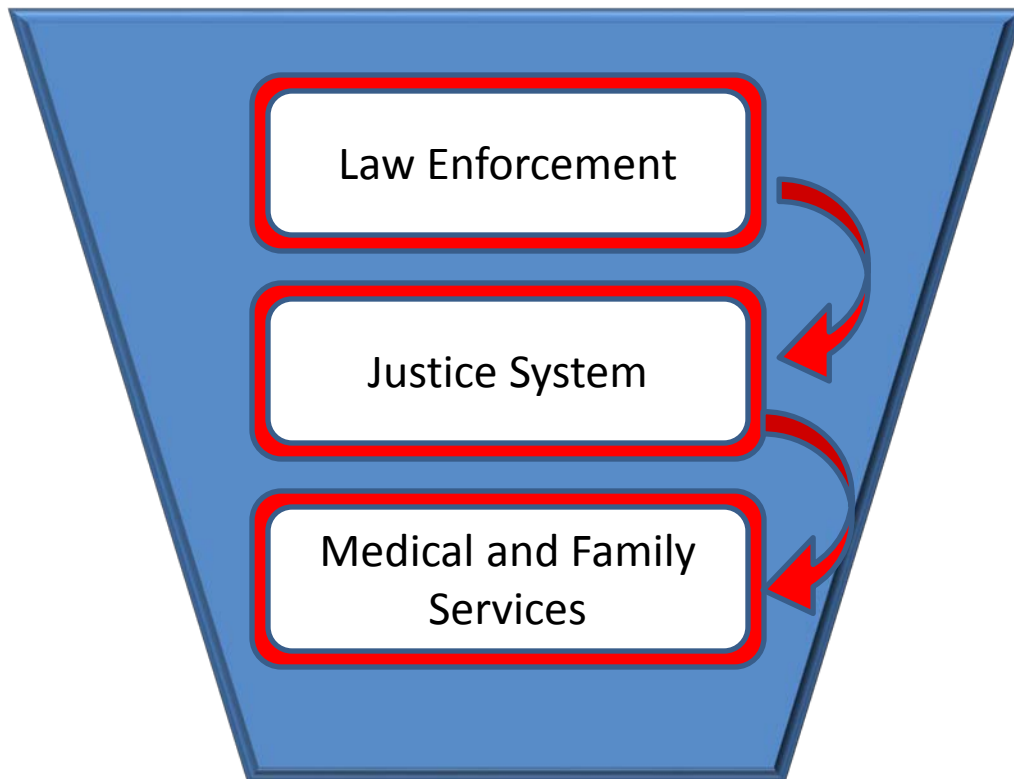 Law Enforcement
Justice System
Medical and Family
Services